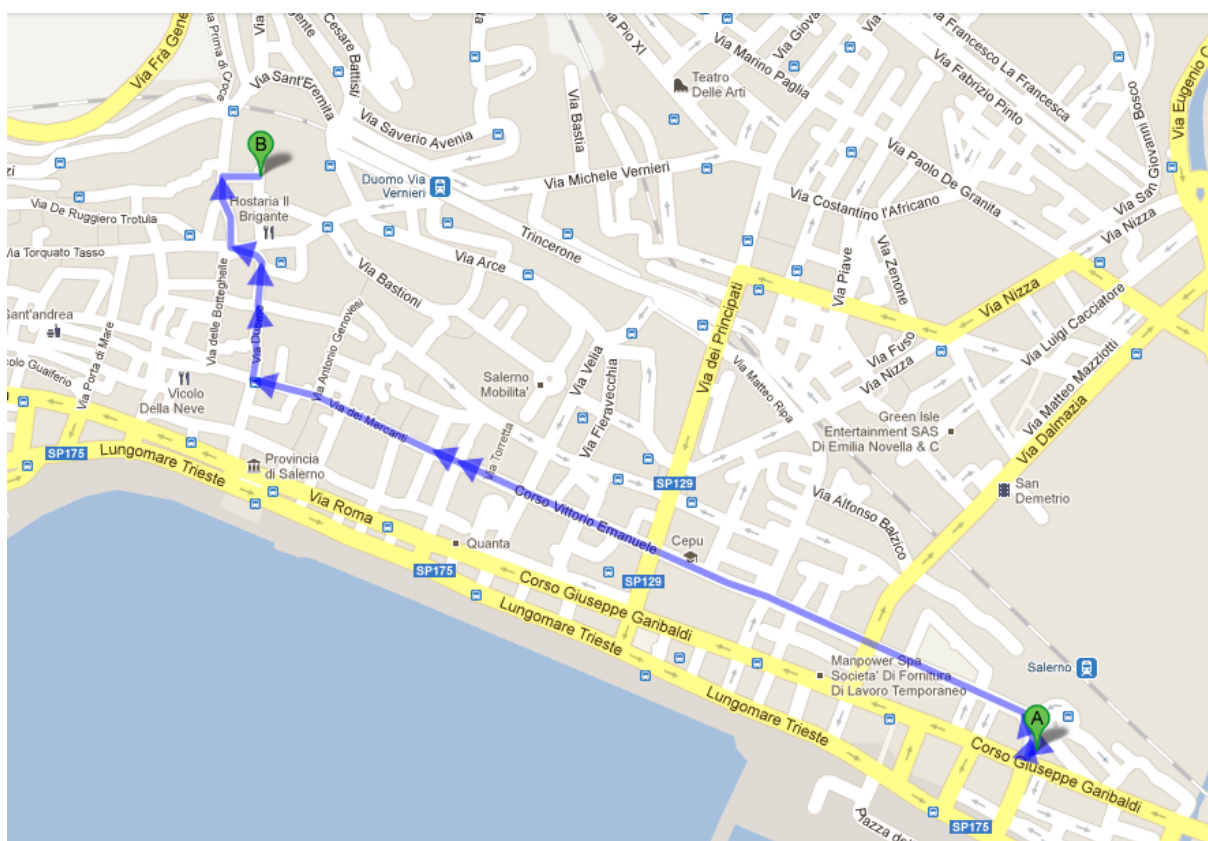 Via Frà Gene
Via Prima di Croce
Cesare Battisti
Via Sant'Eremita
Via Saverio Avenia
Via Bastia
Pio XI
Via Giova
Via Marino Paglia
Teatro
Delle Arti
Via Francesco La Francesca
Via Fabrizio Pinto
Via San Giovanni Bosco
Via Eugenio C
B
Duomo Via
Vernieri
Via Michele Vernieri
Via Paolo De Granita
Via Costantino l'Africano
Via Nizza
Hostaria Il
Brigante
Via De Ruggiero Trotula
Via Torquato Tasso
Trincerone
Via Arce
Via Bastioni
Via Piave
Via Zenone
Via Nizza
Via Luigi Cacciatore
Via delle Botteghelle
Via Duomo
Via Antonio Genovesi
Sant'andrea
Via Porta di Mare
colo Guaiferio
Vicolo
Della Neve
Salerno
Mobilita'
Via Velia
Via Fieravecchia
Via dei Principati
Via Matteo Ripa
Via Fuso
Via Nizza
Via Matteo Mazziotti
Via Dalmazia
Green Isle
Entertainment SAS
Di Emilia Novella & C
Via dei Mercanti
Via Torretta
SP175
Lungomare Trieste
Provincia
di Salerno
Via Roma
SP129
San
Demetrio
Via Alfonso Balzico
Corso Vittorio Emanuele
Cepu
Quanta
SP175
SP129
Corso Giuseppe Garibaldi
Lungomare Trieste
Manpower Spa
Societa' Di Fornitura
Di Lavoro Temporaneo
Salerno
A
Lungomare Trieste
Corso Giuseppe Garibaldi
SP175
Piazza del